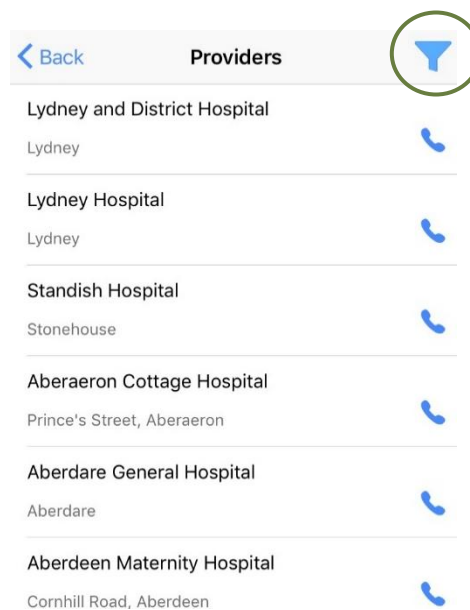 Back
Providers
Lydney and District Hospital
Lydney
Lydney Hospital
Lydney
Standish Hospital
Stonehouse
Aberaeron Cottage Hospital
Prince's Street, Aberaeron
Aberdare General Hospital
Aberdare
Aberdeen Maternity Hospital
Cornhill Road, Aberdeen